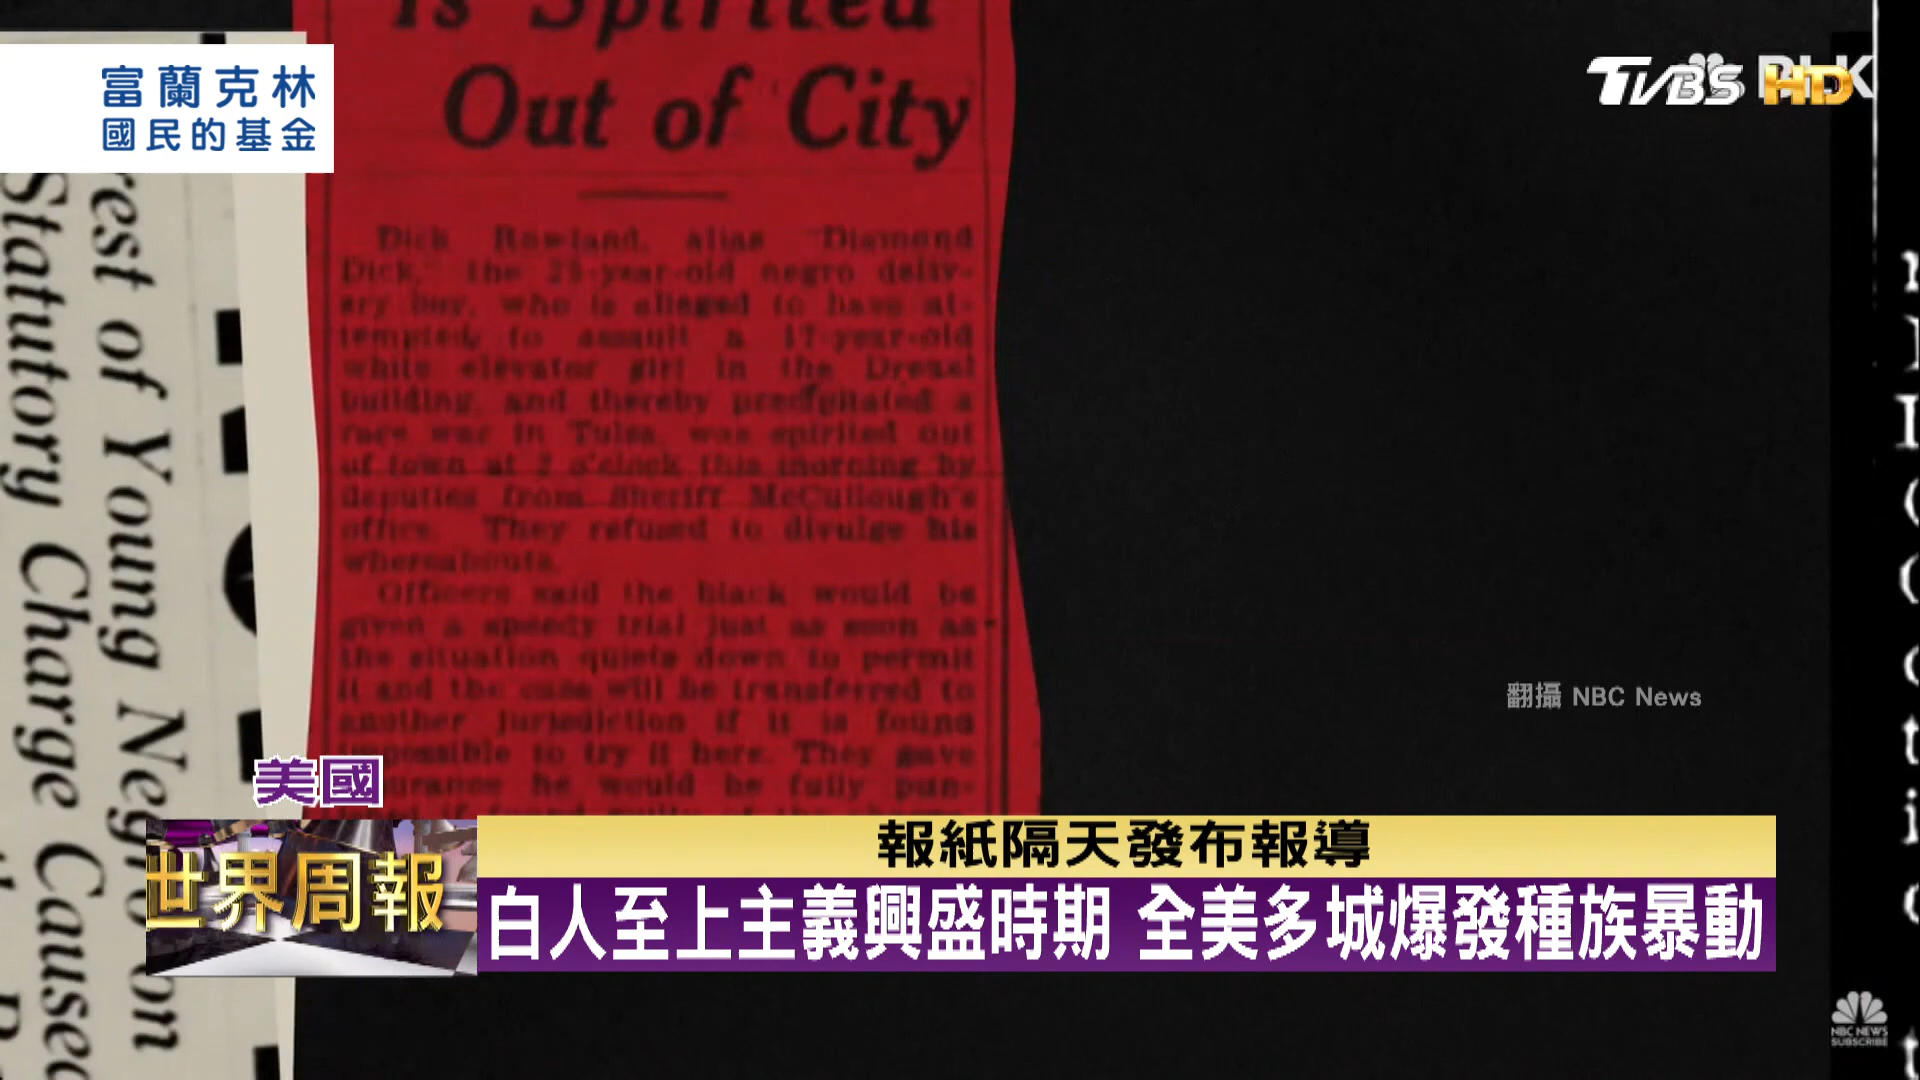 富蘭克林
國民的基金
TVBS HD
Is Spirited
Out of City
Dick Rowland, alias "Diamond
Dick," the 25-year-old negro deliv-
ery boy, who is alleged to have at-
tempted to assault a 17-year-old
white elevator girl in the Drexel
building, and thereby precipitated a
race war in Tulsa, was spirited out
of town at 2 o'clock this morning by
deputies from Sheriff McCullough's
office. They refused to divulge his
whereabouts.
Officers said the black would be
given a speedy trial just as soon as
the situation quiets down to permit
it and the case will be transferred to
another jurisdiction if it is found
impossible to try it here. They gave
he would be fully pun-
rest of Young Negro on
Statutory Charge Caused
翻攝 NBC News
美國
世界周報
報紙隔天發布報導
白人至上主義興盛時期 全美多城爆發種族暴動
NBC NEWS
SUBSCRIBE